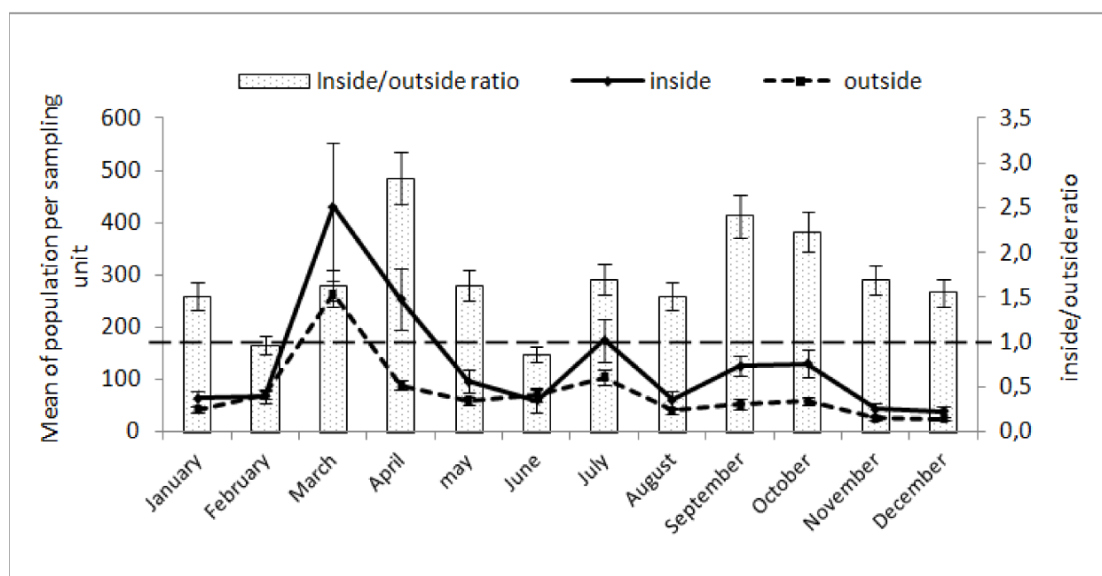 Inside/outside ratio inside outside
Mean of population per sampling
unit
600
500
400
300
200
100
0
3,5
3,0
2,5
2,0
1,5
1,0
0,5
0,0
inside/outside ratio
January
February
March
April
may
June
July
August
September
October
November
December